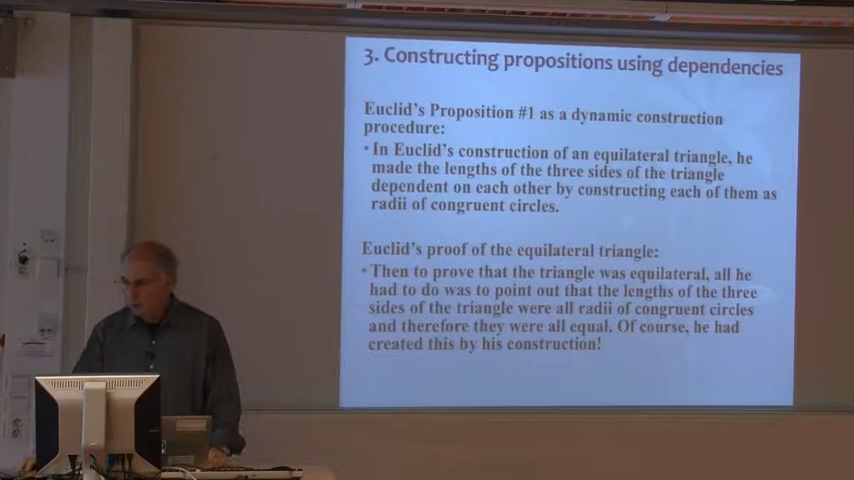 3. Constructing propositions using dependencies
Euclid's Proposition #1 as a dynamic construction
procedure:
• In Euclid's construction of an equilateral triangle, he
made the lengths of the three sides of the triangle
dependent on each other by constructing each of them as
radii of congruent circles.
Euclid's proof of the equilateral triangle:
• Then to prove that the triangle was equilateral, all he
had to do was to point out that the lengths of the three
sides of the triangle were all radii of congruent circles
and therefore they were all equal. Of course, he had
created this by his construction!